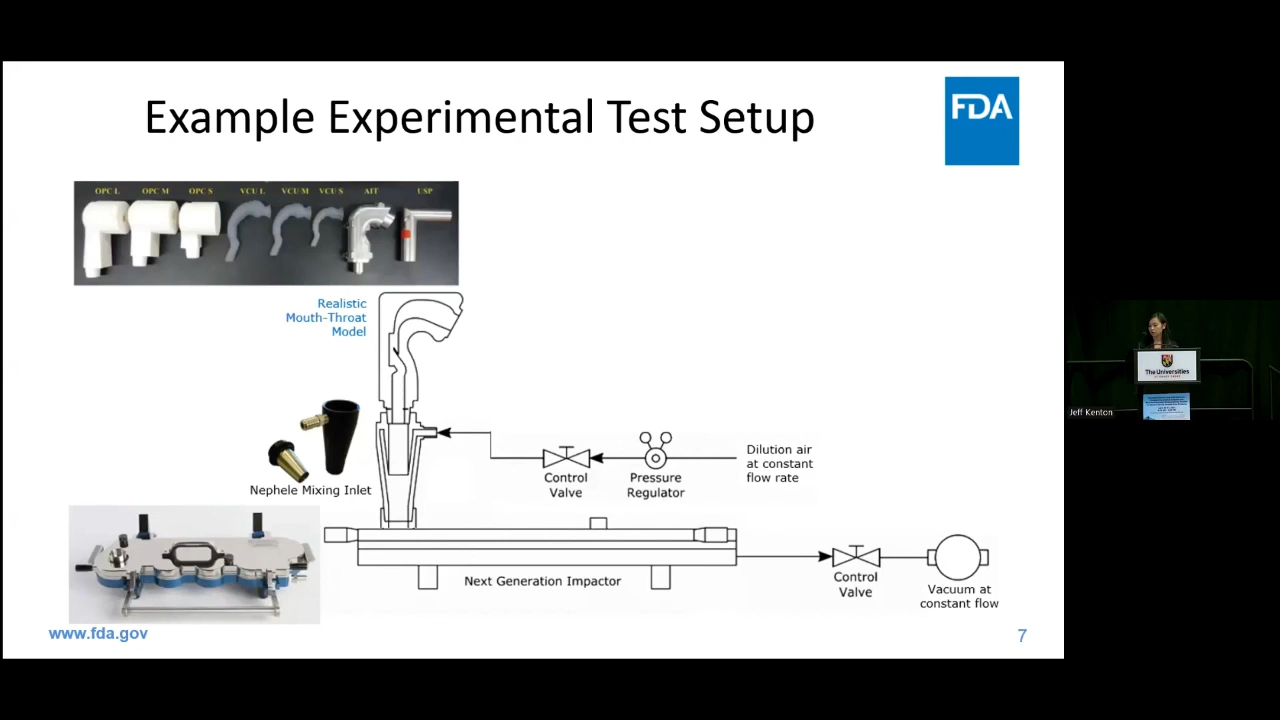 Example Experimental Test Setup
FDA
OPC L OPC M OPC S VCU L VCU M VCU S AIT USP
Realistic
Mouth-Throat
Model
Nephele Mixing Inlet
Control
Valve
Pressure
Regulator
Dilution air
at constant
flow rate
Next Generation Impactor
Control
Valve
Vacuum at
constant flow
www.fda.gov
7
The Universities
Jeff Kenton